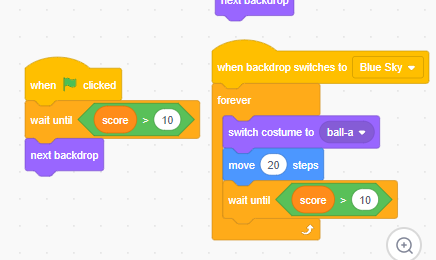 next backdrop
when clicked
wait until score > 10
next backdrop
when backdrop switches to Blue Sky
forever
switch costume to ball-a
move 20 steps
wait until score > 10